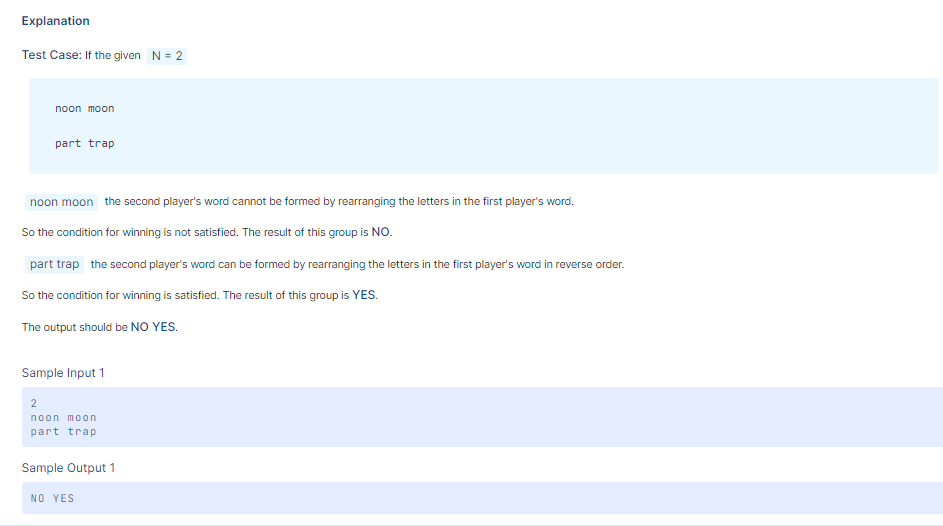 Explanation
Test Case: If the given N = 2
noon moon
part trap
noon moon the second player's word cannot be formed by rearranging the letters in the first player's word.
So the condition for winning is not satisfied. The result of this group is NO.
part trap the second player's word can be formed by rearranging the letters in the first player's word in reverse order.
So the condition for winning is satisfied. The result of this group is YES.
The output should be NO YES.
Sample Input 1
2
noon moon
part trap
Sample Output 1
NO YES